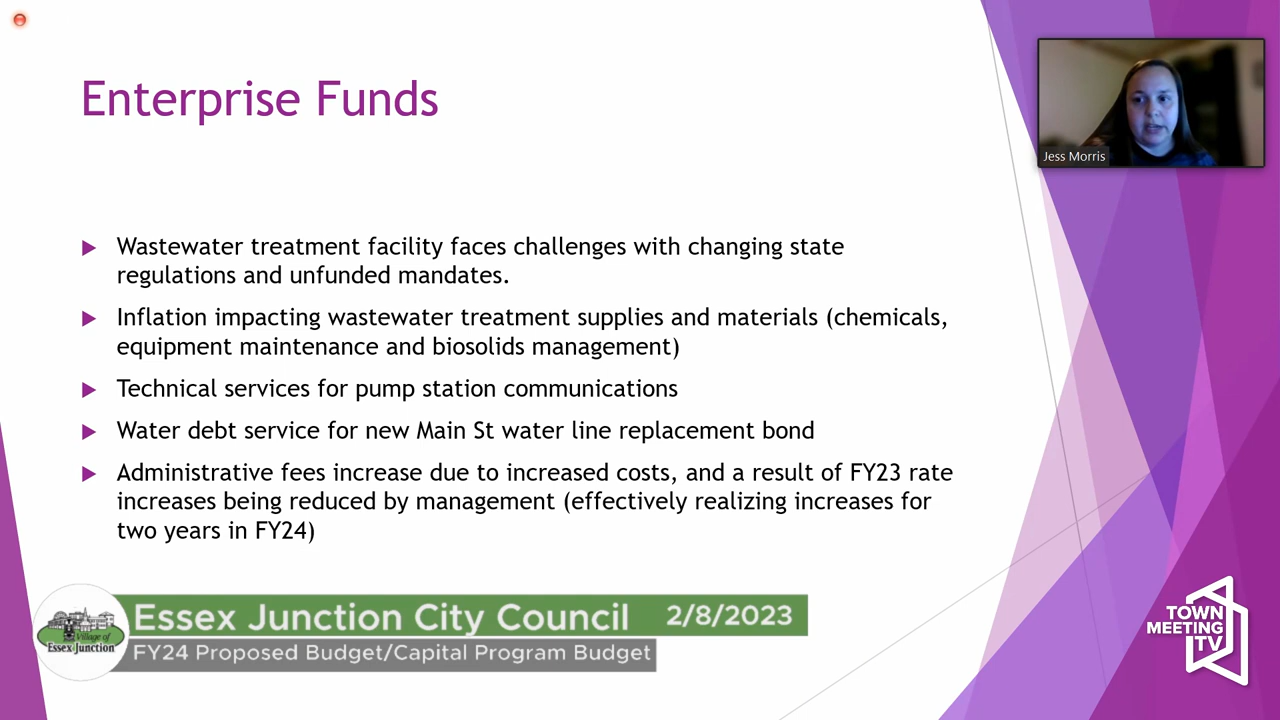 Enterprise Funds
Jess Morris
Wastewater treatment facility faces challenges with changing state
regulations and unfunded mandates.
Inflation impacting wastewater treatment supplies and materials (chemicals,
equipment maintenance and biosolids management)
Technical services for pump station communications
Water debt service for new Main St water line replacement bond
Administrative fees increase due to increased costs, and a result of FY23 rate
increases being reduced by management (effectively realizing increases for
two years in FY24)
Village of
Essex Junction
Essex Junction City Council 2/8/2023
FY24 Proposed Budget/Capital Program Budget
TOWN
MEETING
TV